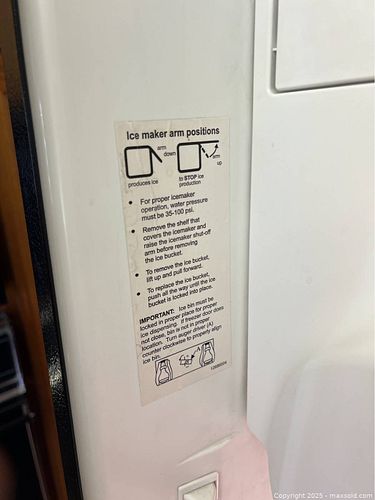 Ice maker arm positions
arm
down
arm
up
produces ice
to STOP ice
production
• For proper icemaker
operation, water pressure
must be 35-100 psi.
• Remove the shelf that
covers the icemaker and
raise the icemaker shut-off
arm before removing
the ice bucket.
• To remove the ice bucket,
lift up and pull forward.
• To replace the ice bucket,
push all the way until the ice
bucket is locked into place.
IMPORTANT: Ice bin must be
locked in proper place for proper
ice dispensing. If freezer door does
not close, bin is not in proper
location. Turn auger driver (A)
counter clockwise to properly align
ice bin.
A
Copyright 2025 - maxsold.com